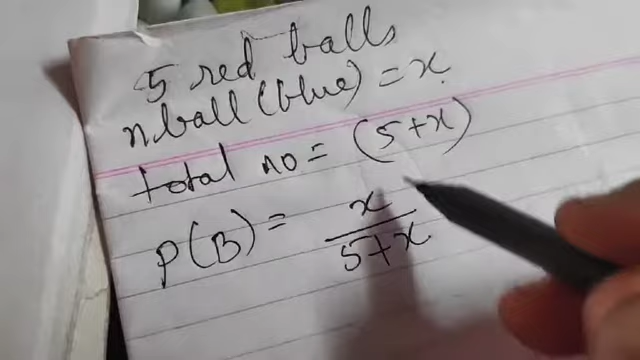 5 red balls
n.ball (blue) = x
total no = (5+x)
P(B) = x/5+x